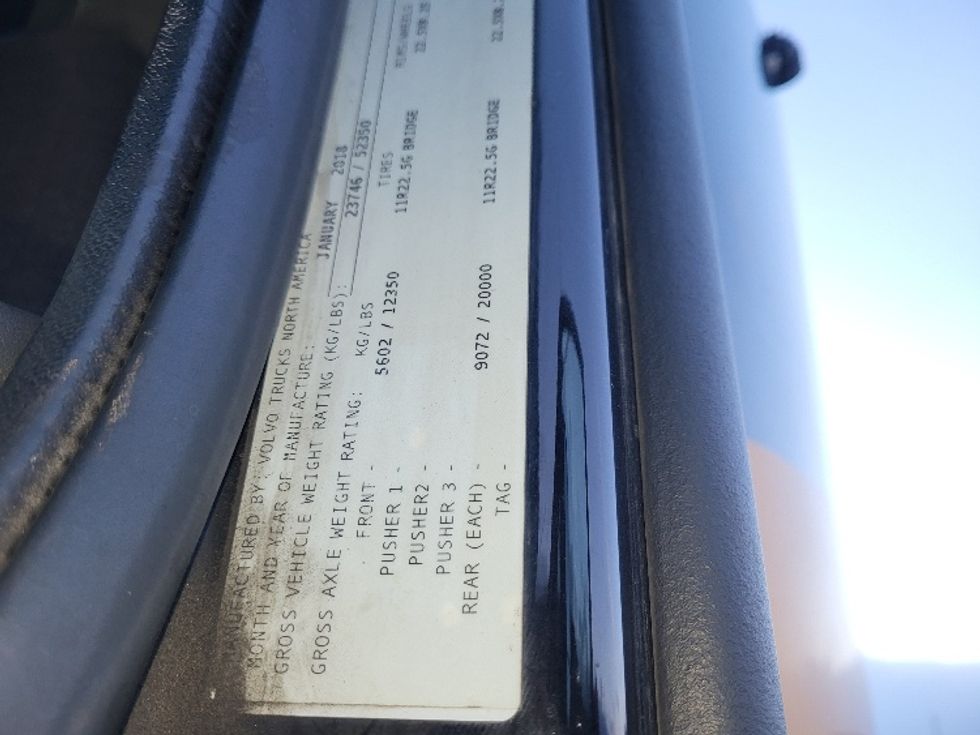 MANUFACTURED BY: VOLVO TRUCKS NORTH AMERICA
MONTH AND YEAR OF MANUFACTURE: JANUARY 2018
GROSS VEHICLE WEIGHT RATING (KG/LBS): 23746 / 52350
GROSS AXLE WEIGHT RATING: KG/LBS TIRES
FRONT - 5602 / 12350 11R22.5G BRIDGE
PUSHER 1 -
PUSHER2 -
PUSHER 3 -
REAR (EACH) - 9072 / 20000 11R22.5G BRIDGE
TAG -